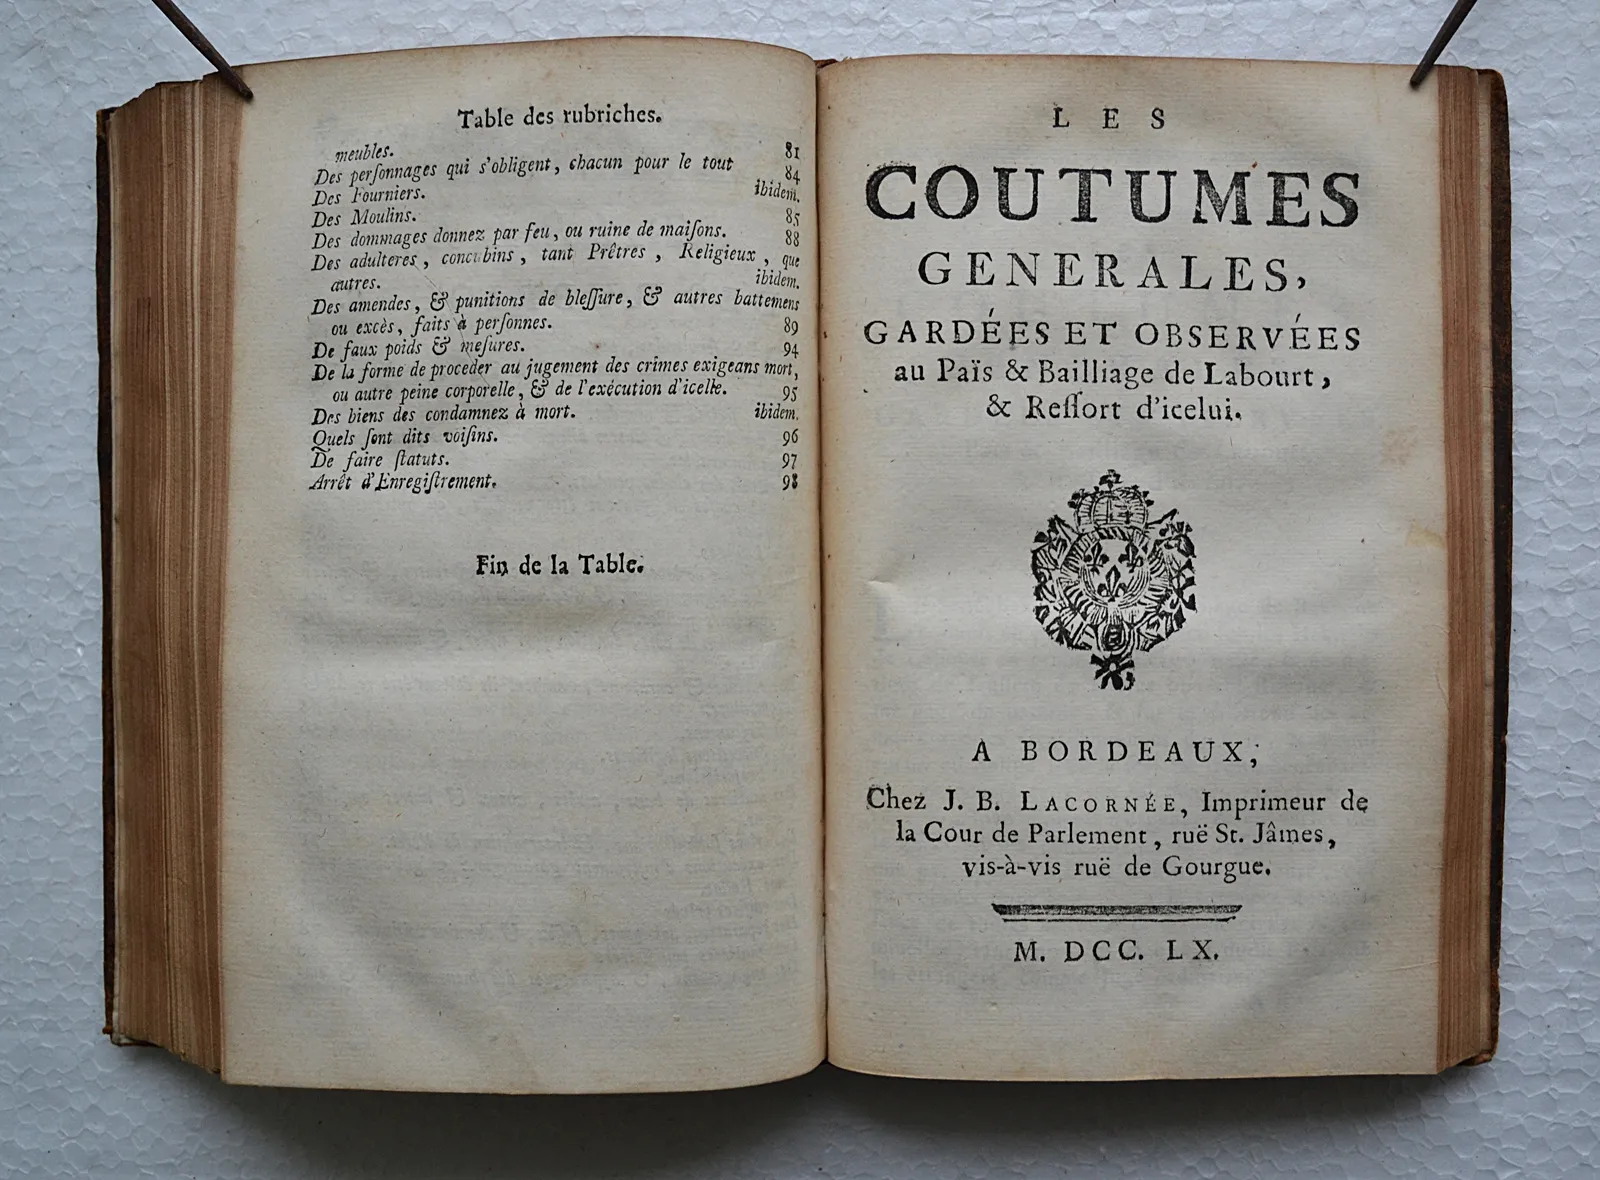 Table des rubriches.
meubles. 81
Des perſonnages qui s'obligent, chacun pour le tout 84
Des Fourniers. ibidem.
Des Moulins. 85
Des dommages donnez par feu, ou ruine de maiſons. 88
Des adulteres, concubins, tant Prêtres, Religieux, que
autres. ibidem.
Des amendes, & punitions de bleſſure, & autres battemens
ou excès, faits à perſonnes. 89
De faux poids & meſures. 94
De la forme de proceder au jugement des crimes exigeans mort,
ou autre peine corporelle, & de l'exécution d'icelle. 95
Des biens des condamnez à mort. ibidem.
Quels ſont dits voiſins. 96
De faire ſtatuts. 97
Arrêt d'Enregiſtrement. 98
Fin de la Table.
LES
COUTUMES
GENERALES,
GARDÉES ET OBSERVÉES
au Païs & Bailliage de Labourt,
& Reſſort d'icelui.
A BORDEAUX,
Chez J. B. LACORNÉE, Imprimeur de
la Cour de Parlement, ruë St. Jâmes,
vis-à-vis ruë de Gourgue.
M. DCC. LX.